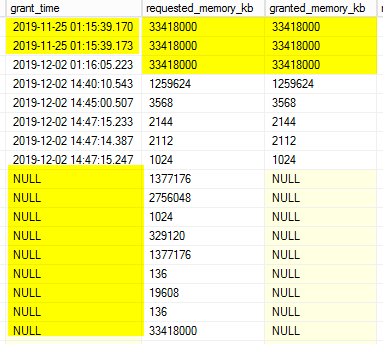 grant_time requested_memory_kb granted_memory_kb
2019-11-25 01:15:39.170 33418000 33418000
2019-11-25 01:15:39.173 33418000 33418000
2019-12-02 01:16:05.223 33418000 33418000
2019-12-02 14:40:10.543 1259624 1259624
2019-12-02 14:45:00.507 3568 3568
2019-12-02 14:47:15.233 2144 2144
2019-12-02 14:47:14.387 2112 2112
2019-12-02 14:47:15.247 1024 1024
NULL 1377176 NULL
NULL 2756048 NULL
NULL 1024 NULL
NULL 329120 NULL
NULL 1377176 NULL
NULL 136 NULL
NULL 19608 NULL
NULL 136 NULL
NULL 33418000 NULL